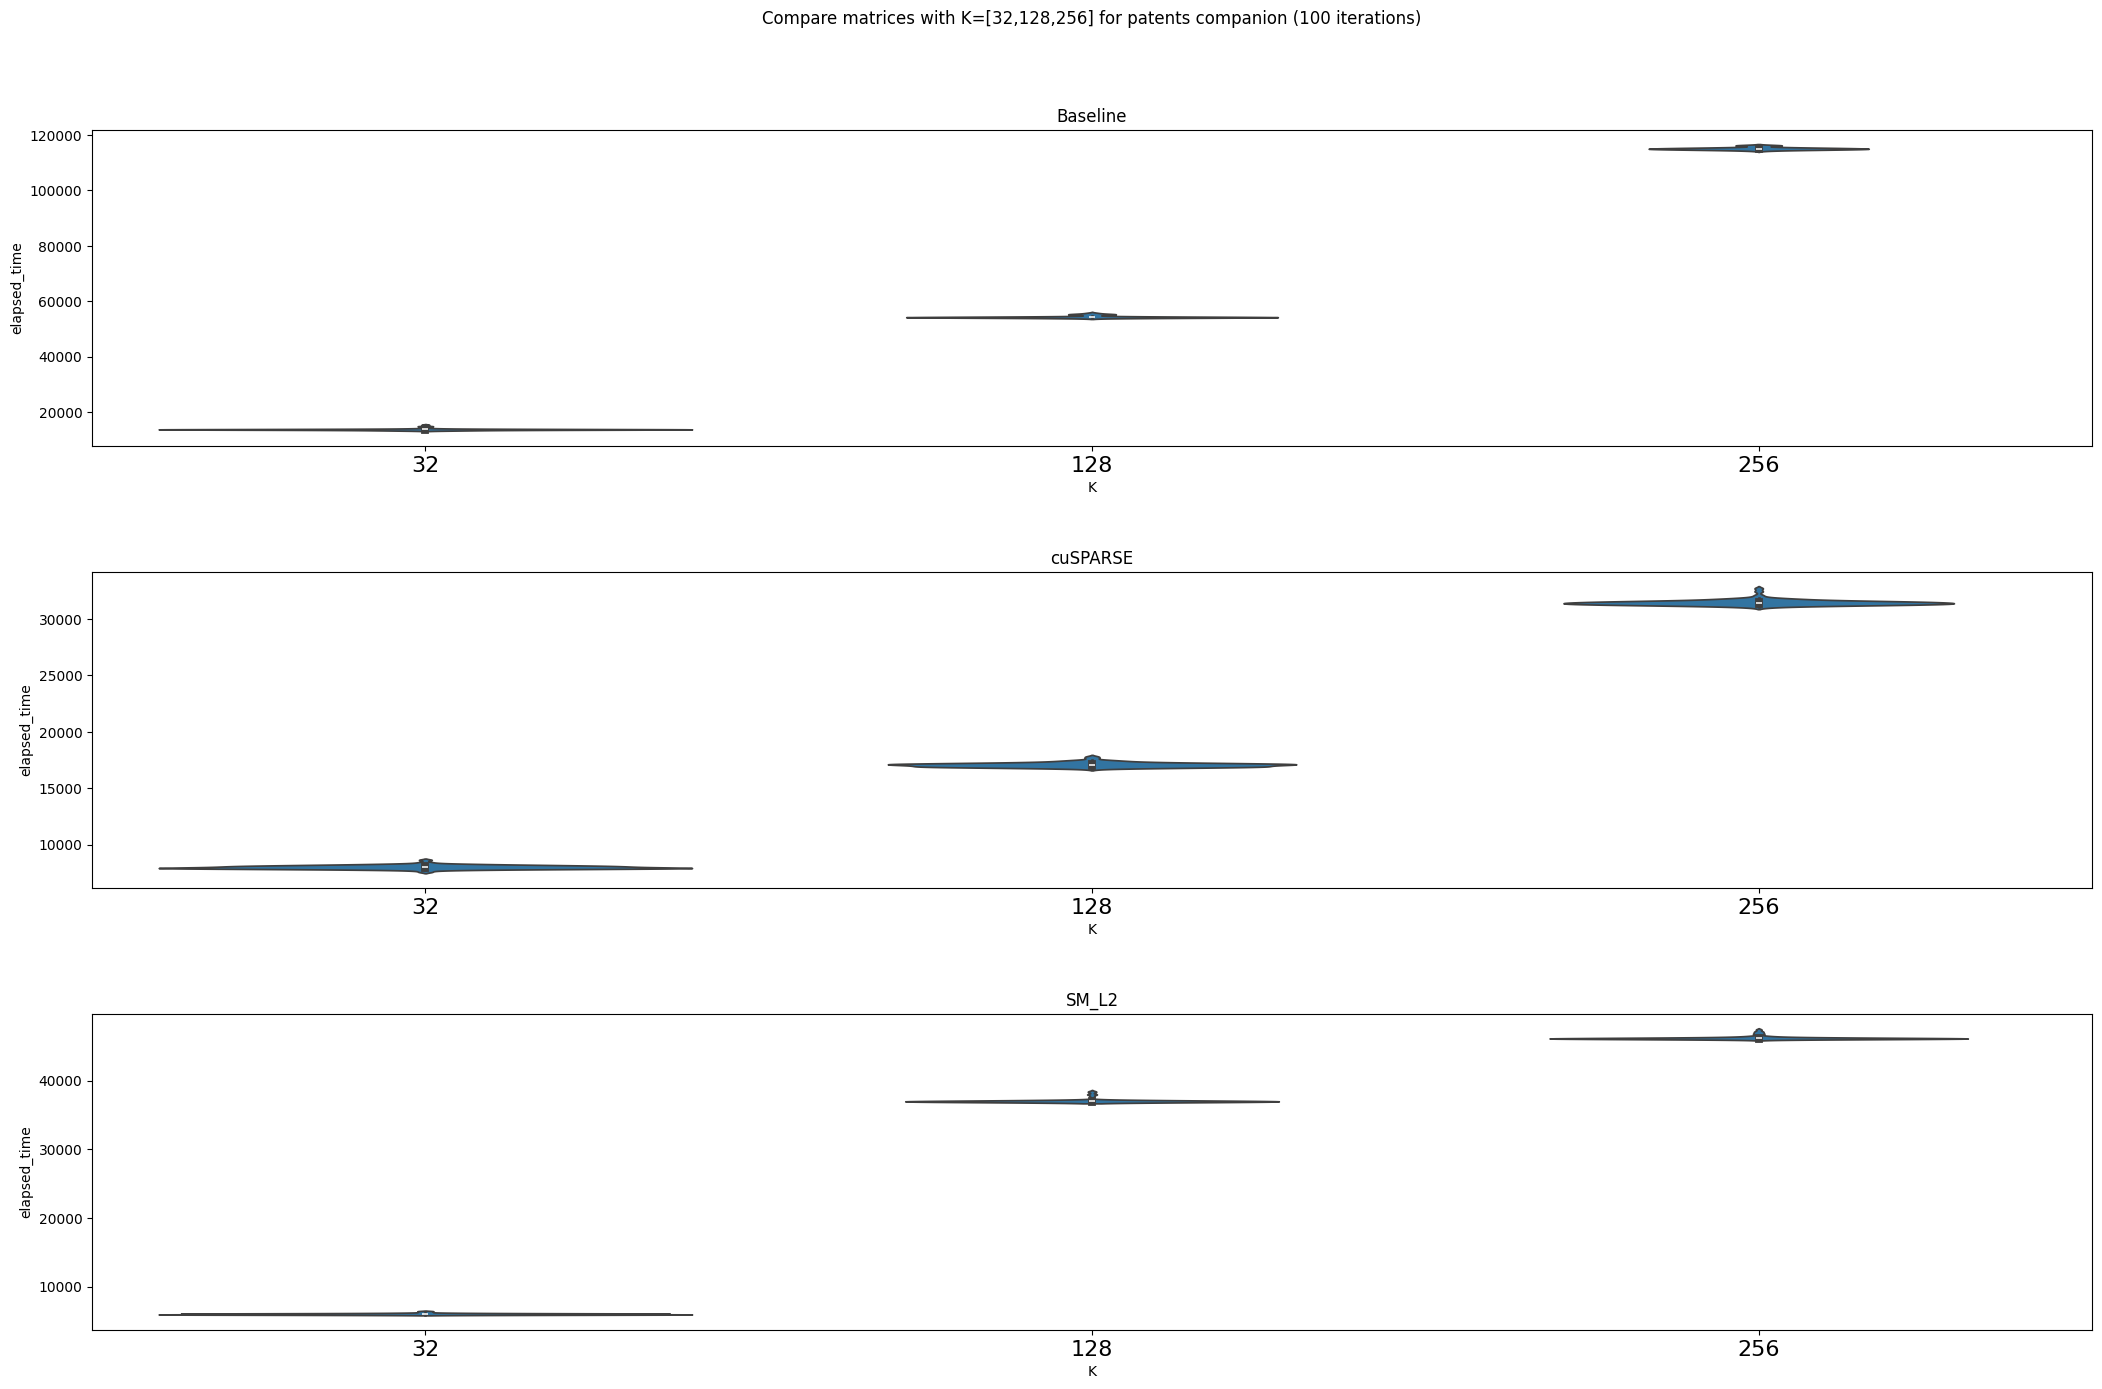 Compare matrices with K=[32,128,256] for patents companion (100 iterations)
Baseline
120000
100000
80000
60000
40000
20000
elapsed_time
32 128 256
K
cuSPARSE
30000
25000
20000
15000
10000
elapsed_time
32 128 256
K
SM_L2
40000
30000
20000
10000
elapsed_time
32 128 256
K